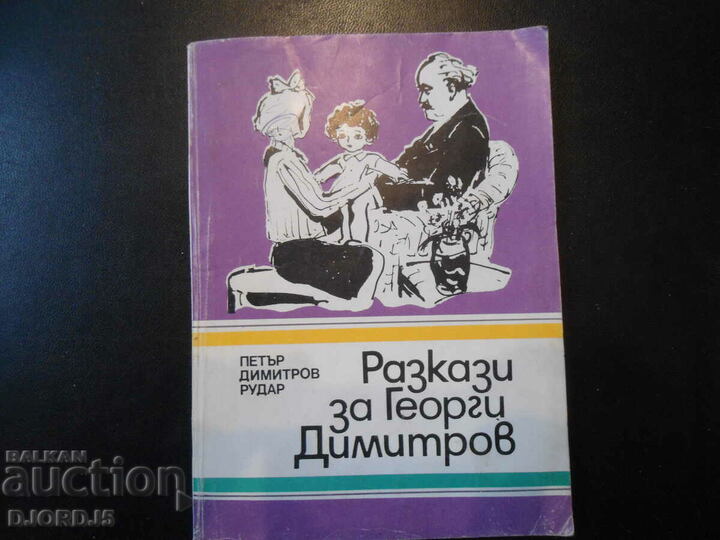 ПЕТЪР
ДИМИТРОВ
РУДАР
Разкази
за Георги
Димитров
BALKAN
auction
DJORDJ5